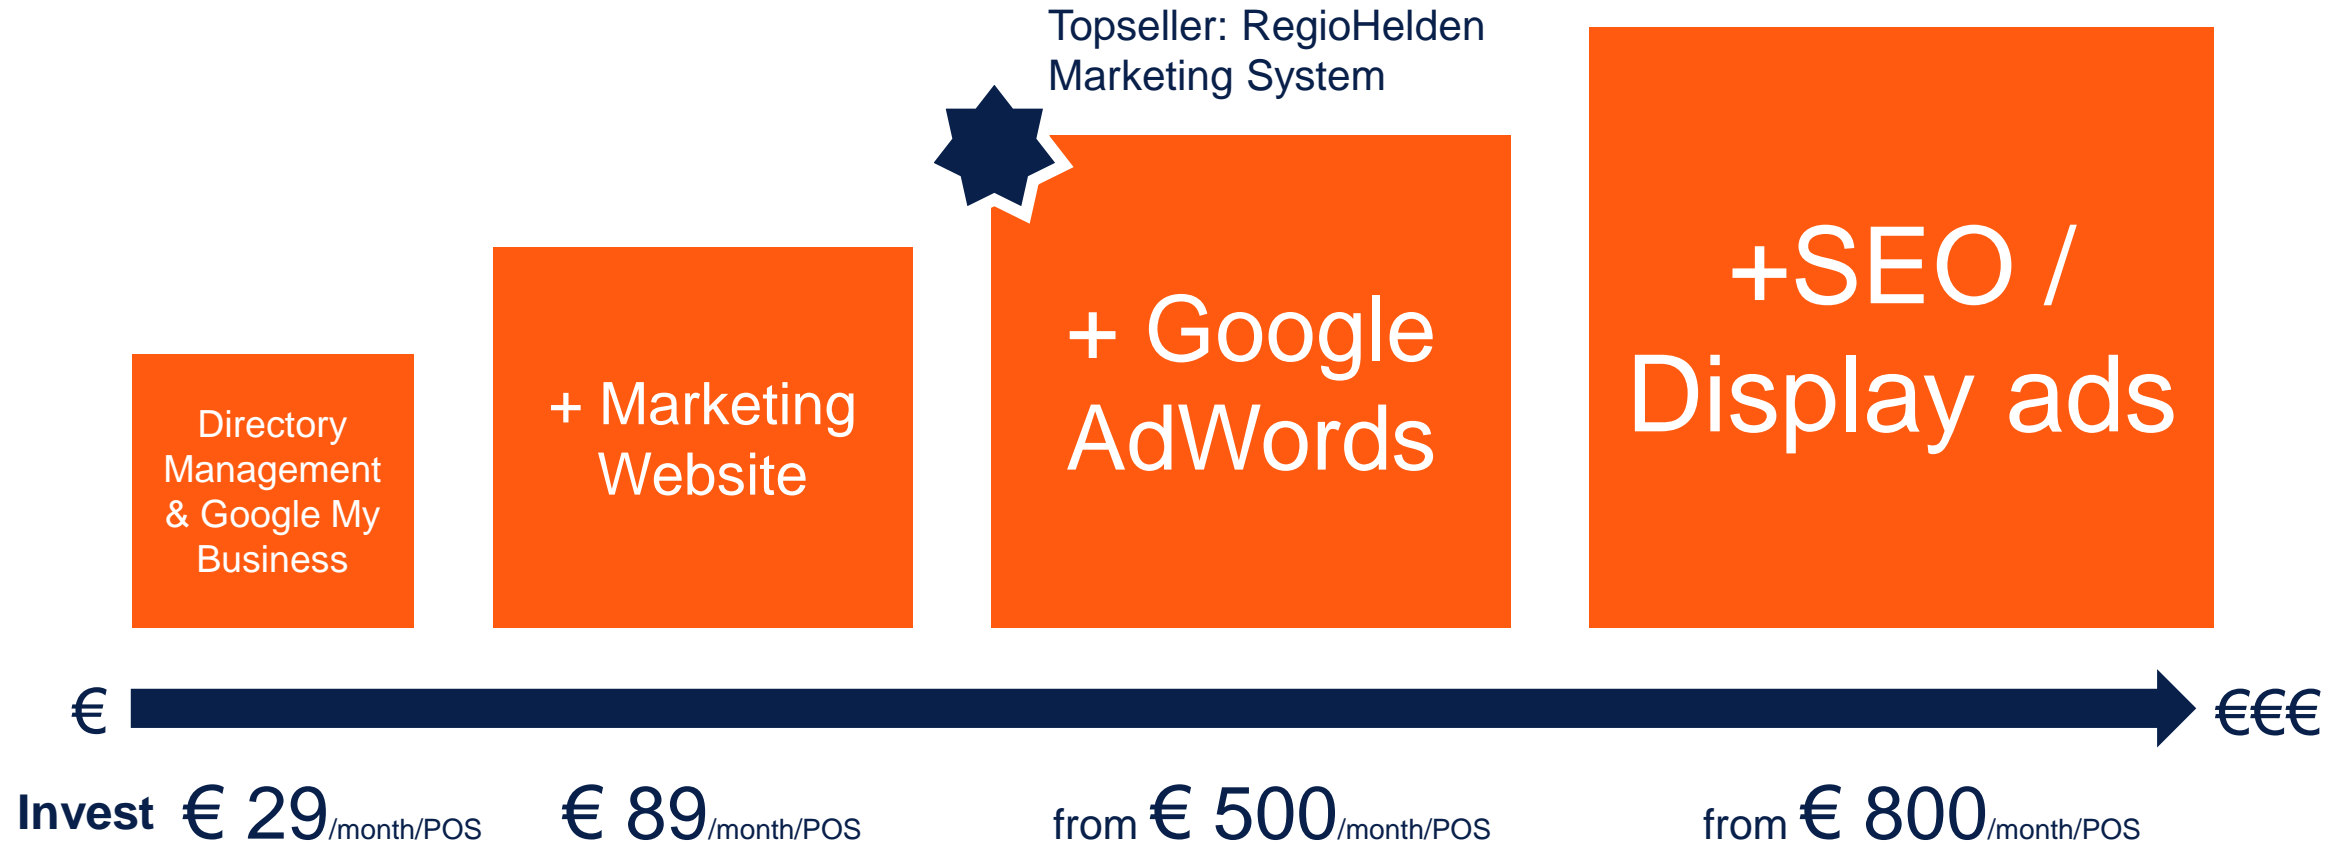 Topseller: RegioHelden
Marketing System
Directory
Management
& Google My
Business
+ Marketing
Website
+ Google
AdWords
+SEO /
Display ads
€
€€€
Invest € 29/month/POS
€ 89/month/POS
from € 500/month/POS
from € 800/month/POS